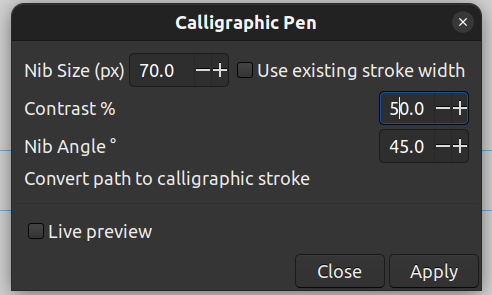 Calligraphic Pen
Nib Size (px) 70.0 Use existing stroke width
Contrast % 50.0
Nib Angle ° 45.0
Convert path to calligraphic stroke
Live preview
Close Apply